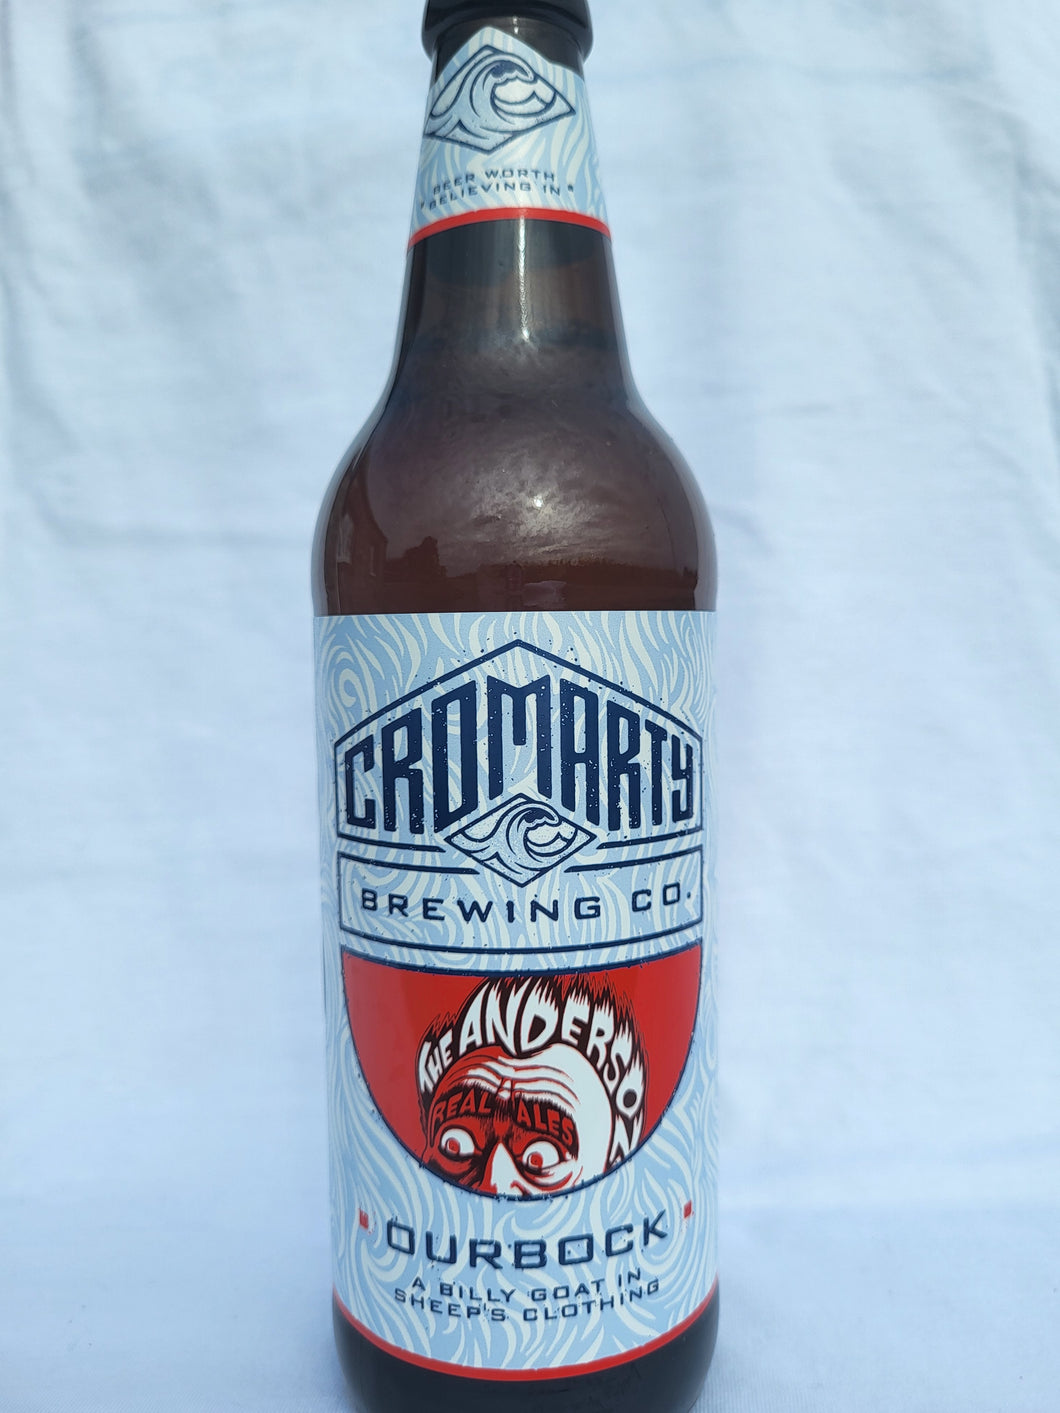 BEER WORTH
BELIEVING IN
CROMARTY
BREWING CO.
THE ANDERSON
REAL ALES
OURBOCK
A BILLY GOAT IN
SHEEP'S CLOTHING